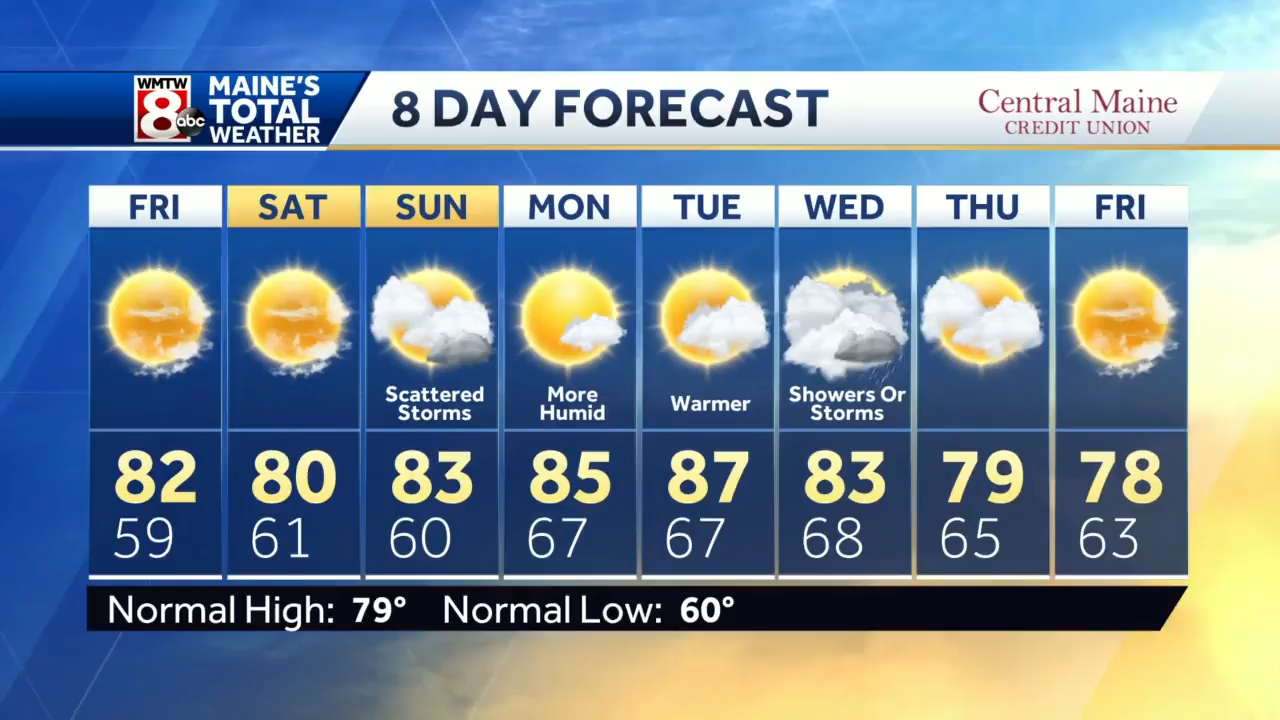 WMTW
8
abc
MAINE'S
TOTAL
WEATHER
8 DAY FORECAST
Central Maine
CREDIT UNION
FRI SAT SUN MON TUE WED THU FRI
Scattered
Storms
More
Humid
Warmer
Showers Or
Storms
82 80 83 85 87 83 79 78
59 61 60 67 67 68 65 63
Normal High: 79° Normal Low: 60°